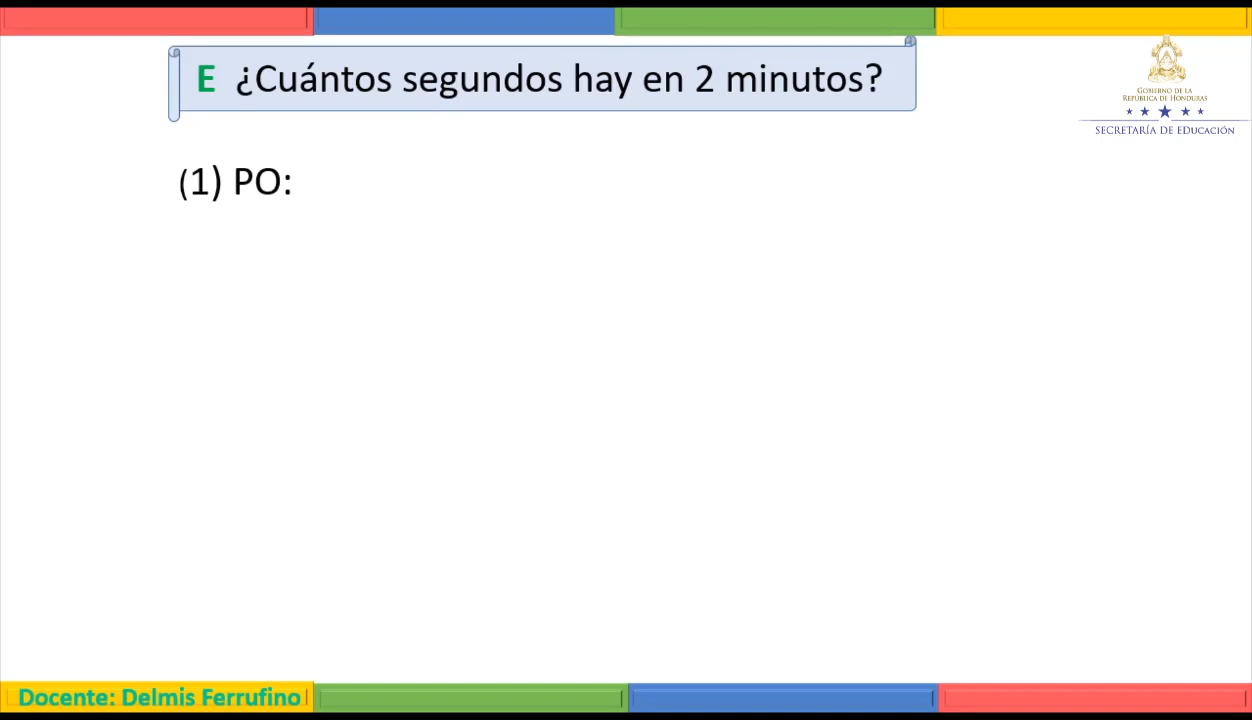 E ¿Cuántos segundos hay en 2 minutos?
GOBIERNO DE LA
REPÚBLICA DE HONDURAS
SECRETARÍA DE EDUCACIÓN
(1) PO:
Docente: Delmis Ferrufino